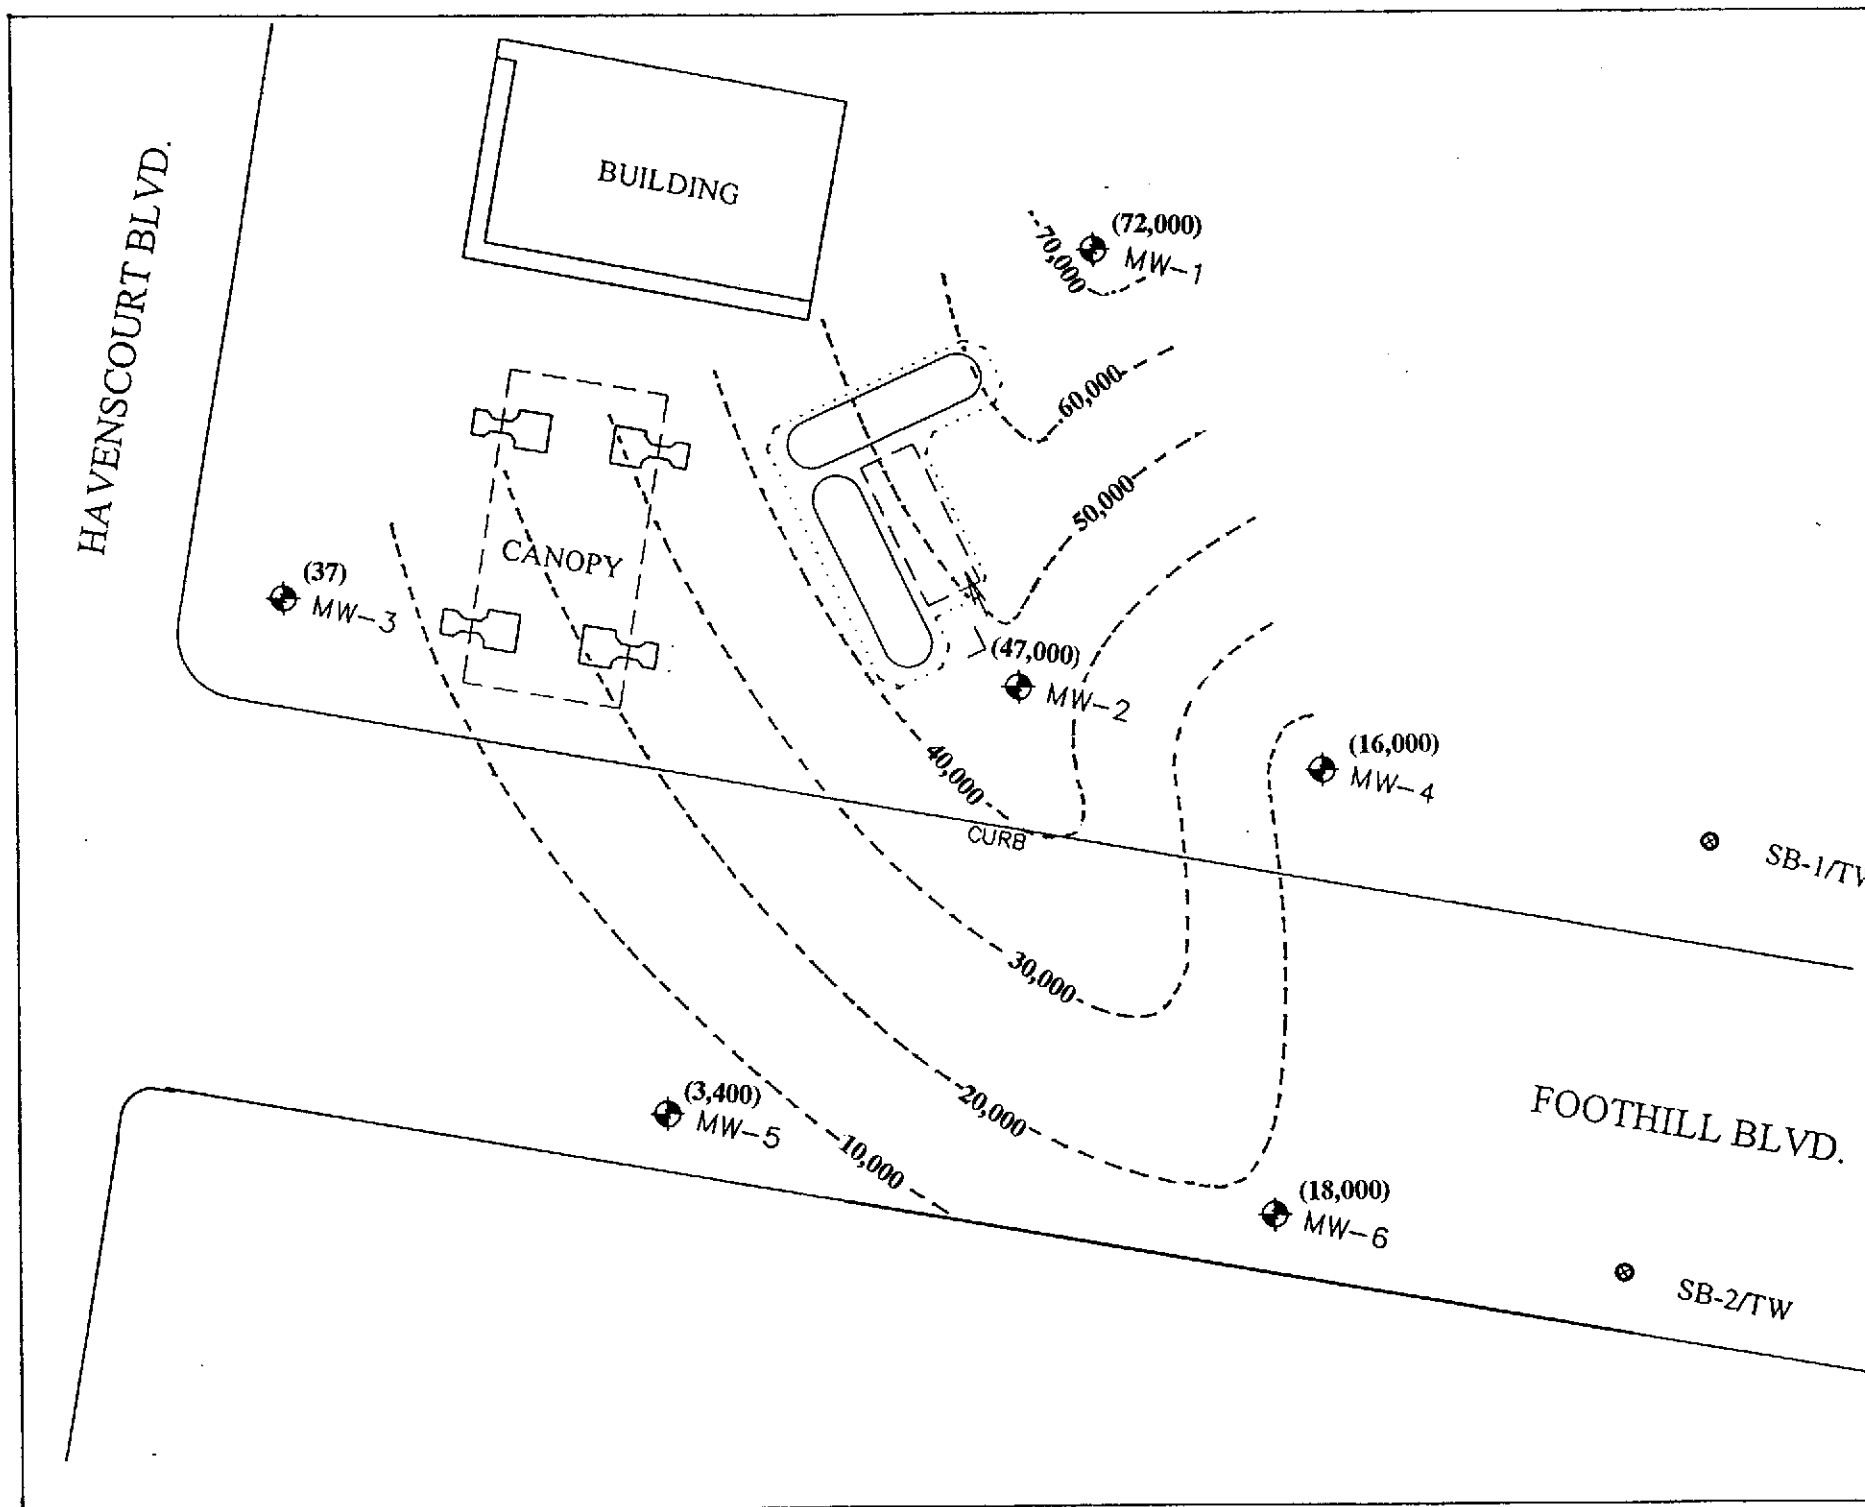 BUILDING
HAVENSCOURT BLVD.
(72,000)
MW-1
70,000
60,000
50,000
CANOPY
(37)
MW-3
(47,000)
MW-2
(16,000)
MW-4
40,000
CURB
SB-1/TW
30,000
20,000
FOOTHILL BLVD.
(3,400)
MW-5
10,000
(18,000)
MW-6
SB-2/TW